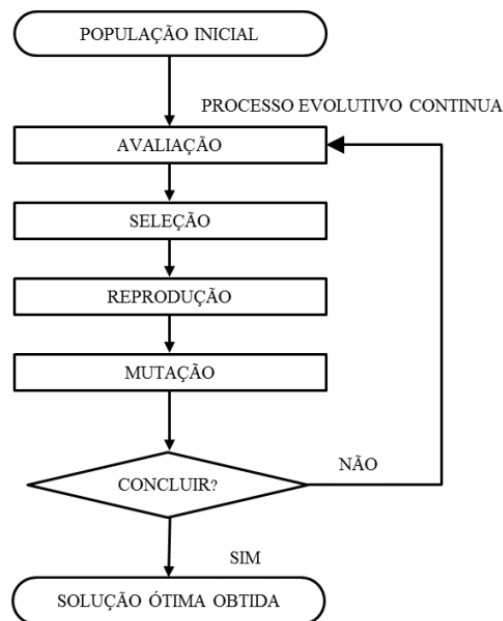 POPULAÇÃO INICIAL
PROCESSO EVOLUTIVO CONTINUA
AVALIAÇÃO
SELEÇÃO
REPRODUÇÃO
MUTAÇÃO
NÃO
CONCLUIR?
SIM
SOLUÇÃO ÓTIMA OBTIDA